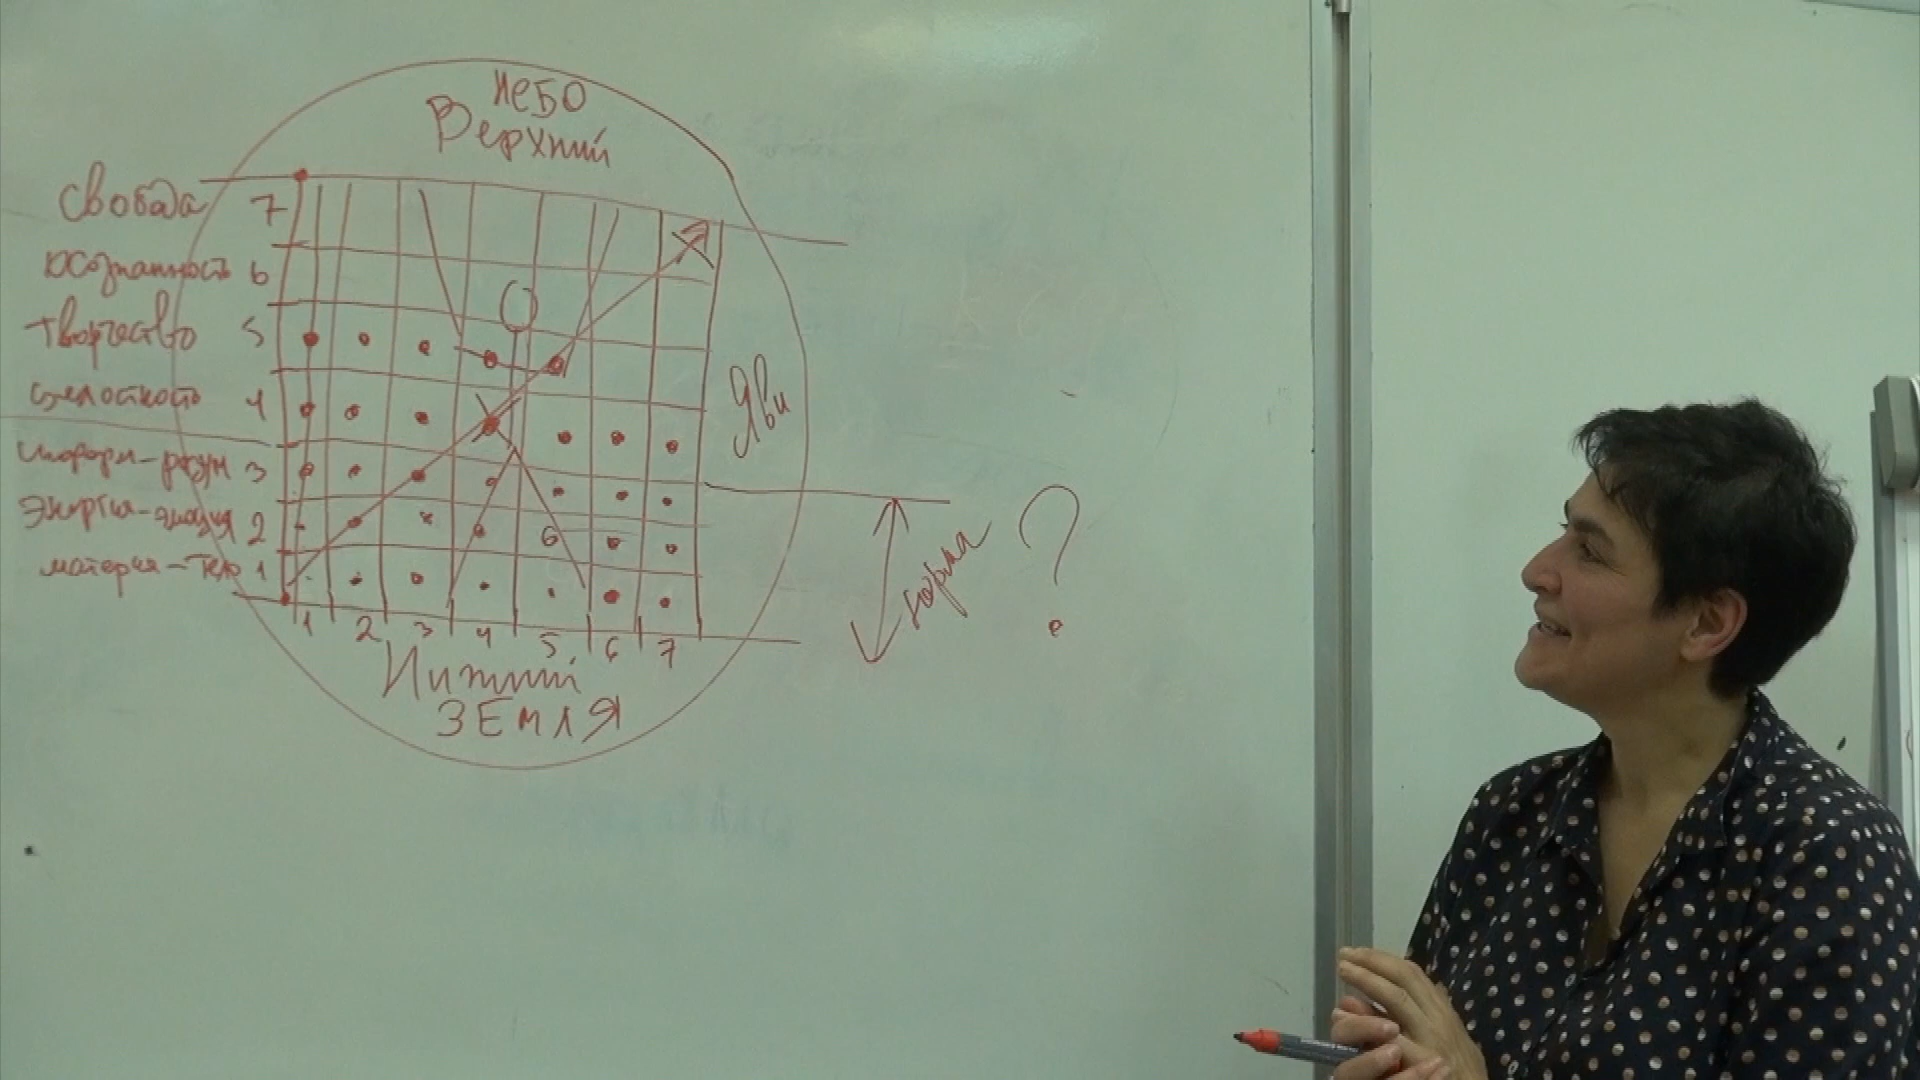 НЕБО
Верхний
Свобода 7
Осознанность 6
Творчество 5
Целостность 4
Информ-разум 3
Энергия-эмоция 2
материя-тело 1
1 2 3 4 5 6 7
Нижний
ЗЕМЛЯ
Яви
норма ?